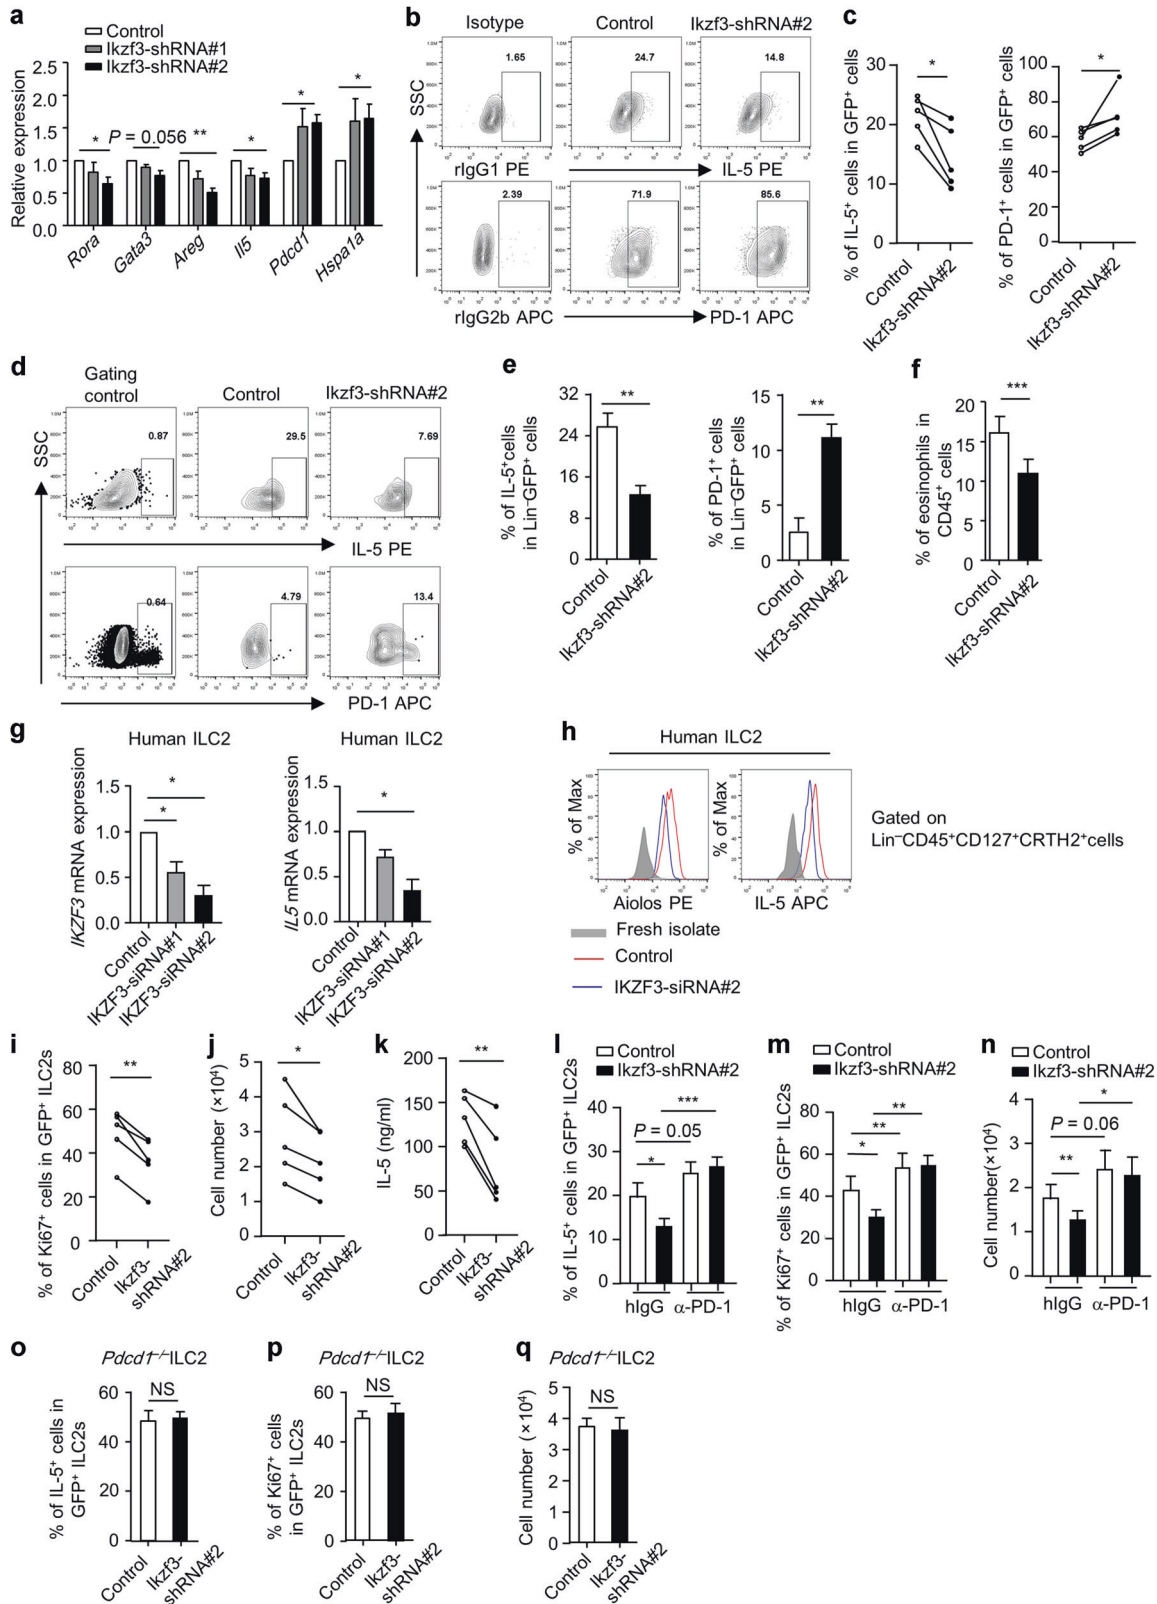 a
Control
Ikzf3-shRNA#1
Ikzf3-shRNA#2
Relative expression
2.5
2.0
1.5
1.0
0.5
0.0
*
P = 0.056
**
*
*
*
Rora
Gata3
Areg
Il5
Pdcd1
Hspa1a
b
Isotype
Control
Ikzf3-shRNA#2
SSC
1.65
24.7
14.8
rIgG1 PE
IL-5 PE
2.39
71.9
85.6
rIgG2b APC
PD-1 APC
c
% of IL-5⁺ cells in GFP⁺ cells
30
20
10
0
*
Control
Ikzf3-shRNA#2
% of PD-1⁺ cells in GFP⁺ cells
100
80
60
40
20
0
*
Control
Ikzf3-shRNA#2
d
Gating
control
Control
Ikzf3-shRNA#2
SSC
0.87
29.5
7.69
IL-5 PE
0.64
4.79
13.4
PD-1 APC
e
% of IL-5⁺cells
in Lin⁻GFP⁺ cells
32
24
16
8
0
**
Control
Ikzf3-shRNA#2
% of PD-1⁺ cells
in Lin⁻GFP⁺ cells
15
10
5
0
**
Control
Ikzf3-shRNA#2
f
% of eosinophils in
CD45⁺ cells
20
15
10
5
0
***
Control
Ikzf3-shRNA#2
g
Human ILC2
IKZF3 mRNA expression
1.5
1.0
0.5
0.0
*
*
Control
IKZF3-siRNA#1
IKZF3-siRNA#2
Human ILC2
IL5 mRNA expression
1.5
1.0
0.5
0.0
*
Control
IKZF3-siRNA#1
IKZF3-siRNA#2
h
Human ILC2
% of Max
Aiolos PE
% of Max
IL-5 APC
Gated on
Lin⁻CD45⁺CD127⁺CRTH2⁺cells
Fresh isolate
Control
IKZF3-siRNA#2
i
% of Ki67⁺ cells in GFP⁺ ILC2s
80
60
40
20
0
**
Control
Ikzf3-
shRNA#2
j
Cell number (×10⁴)
5
4
3
2
1
0
*
Control
Ikzf3-
shRNA#2
k
IL-5 (ng/ml)
200
150
100
50
0
**
Control
Ikzf3-
shRNA#2
l
Control
Ikzf3-shRNA#2
% of IL-5⁺ cells in GFP⁺ ILC2s
40
30
20
10
0
***
P = 0.05
*
hIgG
α-PD-1
m
Control
Ikzf3-shRNA#2
% of Ki67⁺ cells in GFP⁺ ILC2s
80
60
40
20
0
**
**
*
hIgG
α-PD-1
n
Control
Ikzf3-shRNA#2
Cell number(×10⁴)
4
3
2
1
0
*
P = 0.06
**
hIgG
α-PD-1
o
Pdcd1⁻/⁻ILC2
% of IL-5⁺ cells in
GFP⁺ ILC2s
60
40
20
0
NS
Control
Ikzf3-
shRNA#2
p
Pdcd1⁻/⁻ILC2
% of Ki67⁺ cells
in GFP⁺ ILC2s
60
40
20
0
NS
Control
Ikzf3-
shRNA#2
q
Pdcd1⁻/⁻ILC2
Cell number (×10⁴)
5
4
3
2
1
0
NS
Control
Ikzf3-
shRNA#2